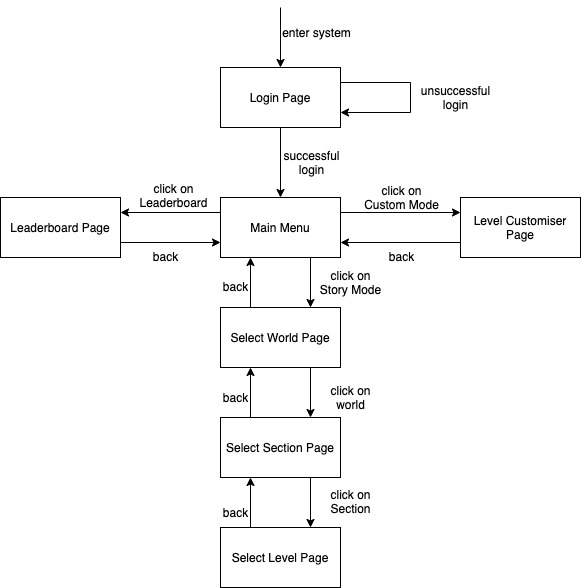 enter system
Login Page
unsuccessful
login
successful
login
click on
Leaderboard
click on
Custom Mode
Leaderboard Page
Main Menu
Level Customiser
Page
back
back
back
click on
Story Mode
Select World Page
back
click on
world
Select Section Page
back
click on
Section
Select Level Page